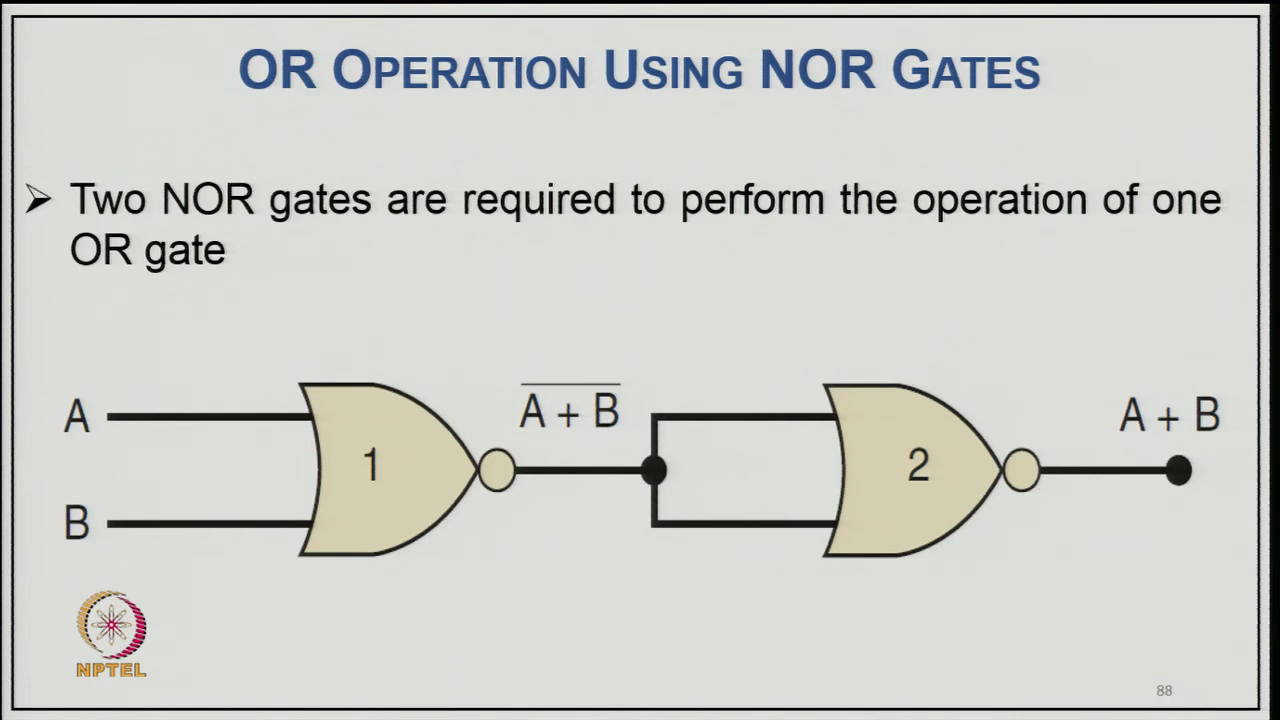 OR OPERATION USING NOR GATES
➢ Two NOR gates are required to perform the operation of one
OR gate
A
B
1
A + B
2
A + B
NPTEL
88